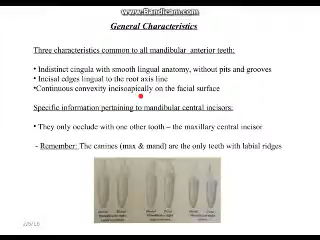 www.Bandicam.com
General Characteristics
Three characteristics common to all mandibular anterior teeth:
• Indistinct cingula with smooth lingual anatomy, without pits and grooves
• Incisal edges lingual to the root axis line
•Continuous convexity incisoapically on the facial surface
Specific information pertaining to mandibular central incisors:
• They only occlude with one other tooth – the maxillary central incisor
- Remember: The canines (max & mand) are the only teeth with labial ridges